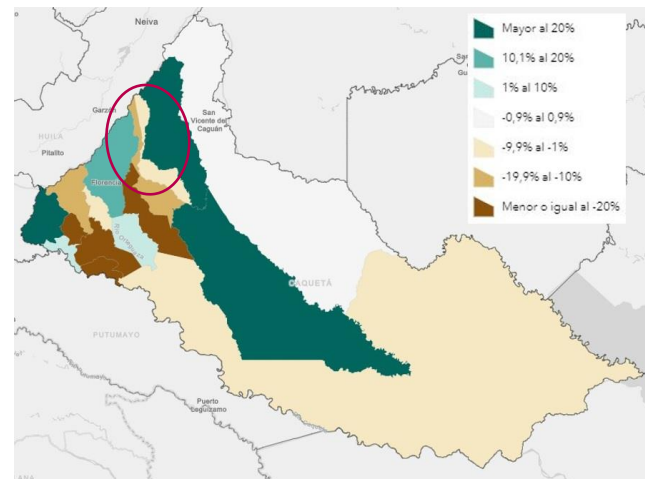 Neiva
Mayor al 20%
10,1% al 20%
1% al 10%
-0,9% al 0,9%
-9,9% al -1%
-19,9% al -10%
Menor o igual al -20%
Garzón
San
Vicente del
Caguán
HUILA
Pitalito
Florencia
CAQUETÁ
PUTUMAYO
Puerto
Leguízamo